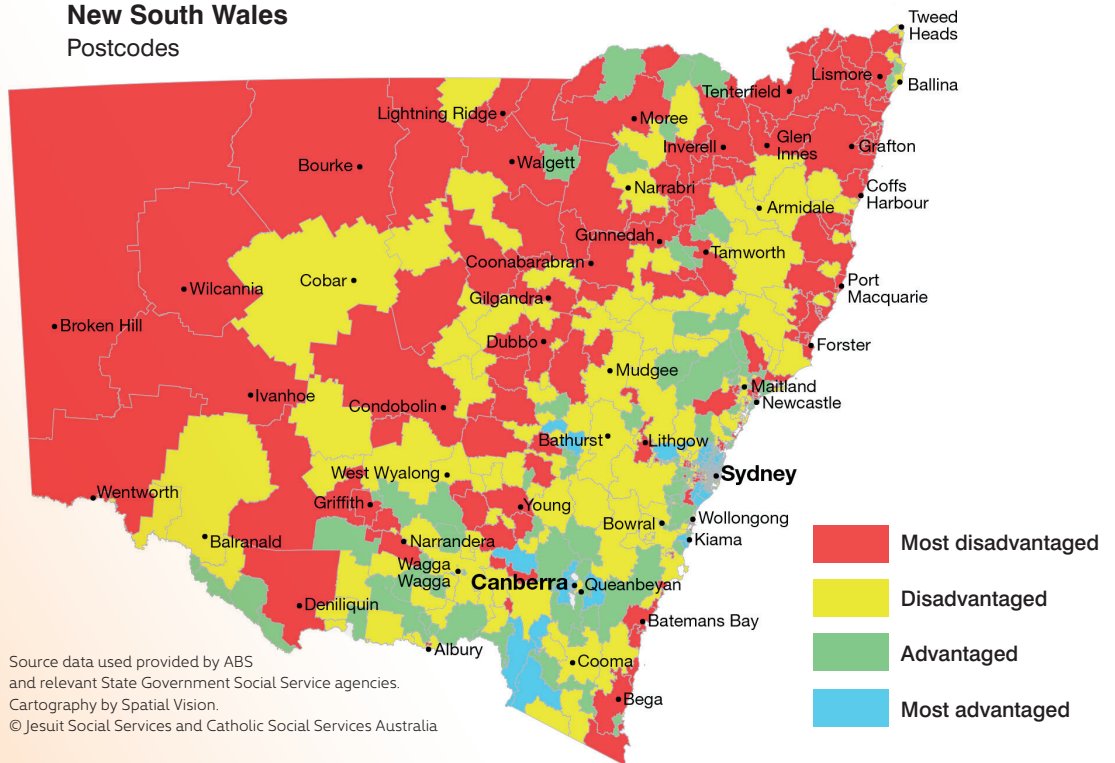 New South Wales
Postcodes
Tweed
Heads
Lismore
Ballina
Tenterfield
Lightning Ridge
Moree
Glen
Innes
Inverell
Grafton
Bourke
Walgett
Narrabri
Coffs
Harbour
Armidale
Gunnedah
Tamworth
Coonabarabran
Cobar
Wilcannia
Port
Macquarie
Gilgandra
Broken Hill
Dubbo
Forster
Mudgee
Maitland
Newcastle
Ivanhoe
Condobolin
Bathurst
Lithgow
Sydney
West Wyalong
Wentworth
Griffith
Young
Wollongong
Bowral
Kiama
Balranald
Narrandera
Wagga
Wagga
Canberra
Queanbeyan
Deniliquin
Batemans Bay
Albury
Cooma
Bega
Most disadvantaged
Disadvantaged
Advantaged
Most advantaged
Source data used provided by ABS
and relevant State Government Social Service agencies.
Cartography by Spatial Vision.
© Jesuit Social Services and Catholic Social Services Australia